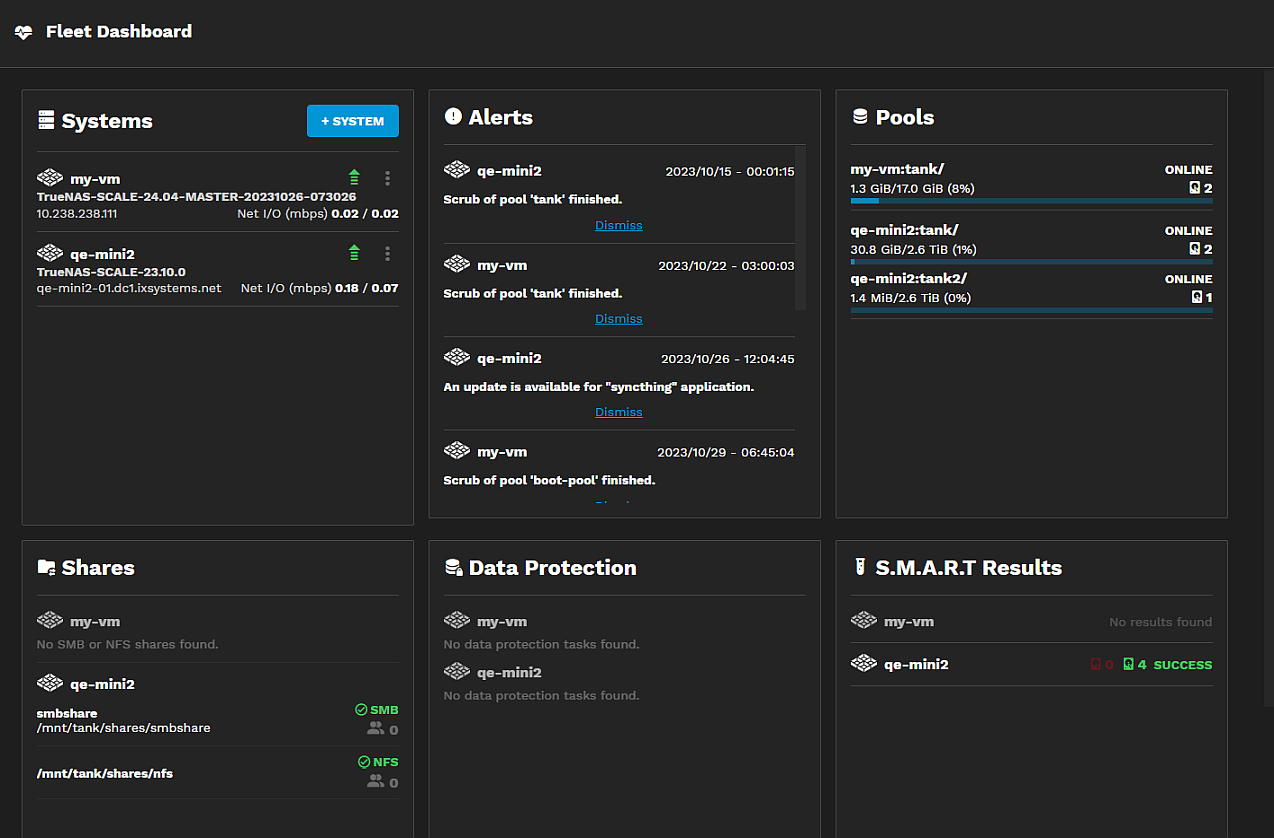 Fleet Dashboard
Systems
+ SYSTEM
my-vm
TrueNAS-SCALE-24.04-MASTER-20231026-073026
10.238.238.111 Net I/O (mbps) 0.02 / 0.02
qe-mini2
TrueNAS-SCALE-23.10.0
qe-mini2-01.dc1.ixsystems.net Net I/O (mbps) 0.18 / 0.07
Alerts
qe-mini2 2023/10/15 - 00:01:15
Scrub of pool 'tank' finished.
Dismiss
my-vm 2023/10/22 - 03:00:03
Scrub of pool 'tank' finished.
Dismiss
qe-mini2 2023/10/26 - 12:04:45
An update is available for "syncthing" application.
Dismiss
my-vm 2023/10/29 - 06:45:04
Scrub of pool 'boot-pool' finished.
Pools
my-vm:tank/ ONLINE
1.3 GiB/17.0 GiB (8%) 2
qe-mini2:tank/ ONLINE
30.8 GiB/2.6 TiB (1%) 2
qe-mini2:tank2/ ONLINE
1.4 MiB/2.6 TiB (0%) 1
Shares
my-vm
No SMB or NFS shares found.
qe-mini2
smbshare SMB
/mnt/tank/shares/smbshare 0
/mnt/tank/shares/nfs NFS
0
Data Protection
my-vm
No data protection tasks found.
qe-mini2
No data protection tasks found.
S.M.A.R.T Results
my-vm No results found
qe-mini2 0 4 SUCCESS